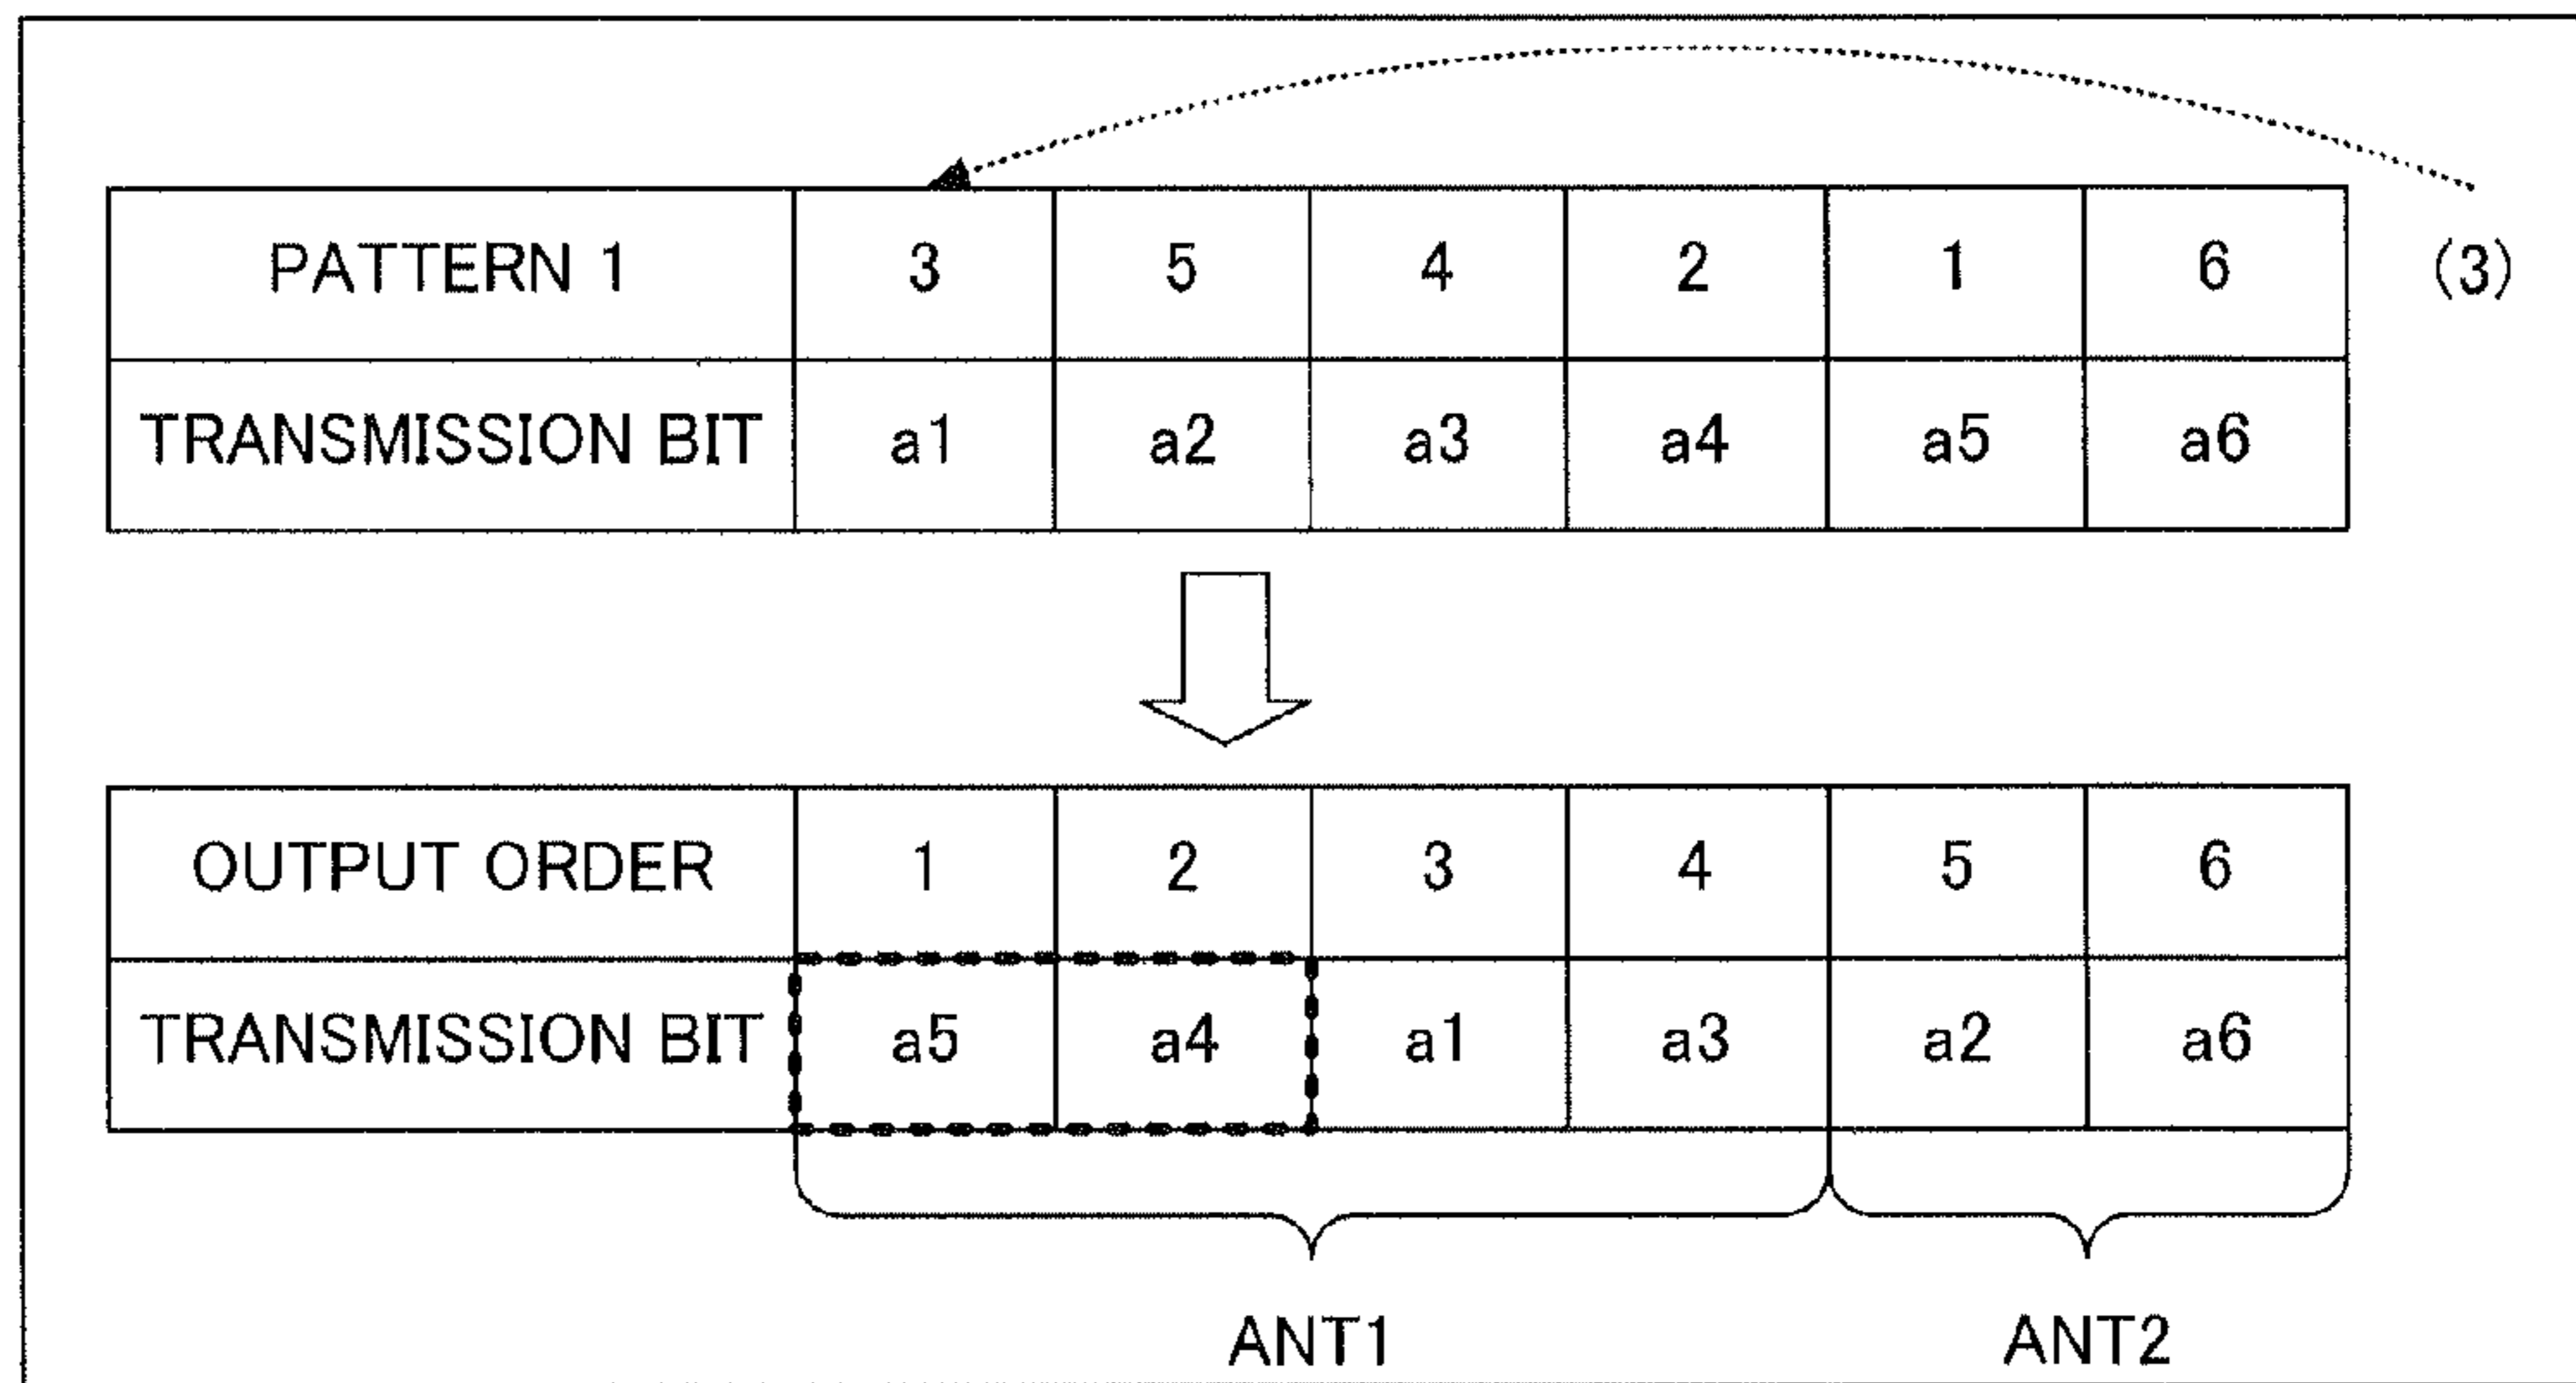 PATTERN 1 3 5 4 2 1 6 (3)
TRANSMISSION BIT a1 a2 a3 a4 a5 a6
OUTPUT ORDER 1 2 3 4 5 6
TRANSMISSION BIT a5 a4 a1 a3 a2 a6
ANT1 ANT2